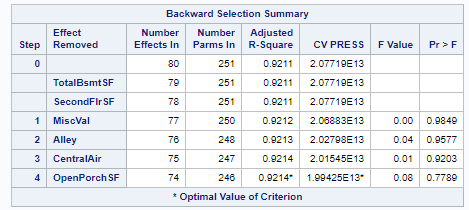 Backward Selection Summary
Step Effect Removed Number Effects In Number Parms In Adjusted R-Square CV PRESS F Value Pr > F
0 80 251 0.9211 2.07719E13
TotalBsmtSF 79 251 0.9211 2.07719E13
SecondFlrSF 78 251 0.9211 2.07719E13
1 MiscVal 77 250 0.9212 2.06883E13 0.00 0.9849
2 Alley 76 248 0.9213 2.02798E13 0.04 0.9577
3 CentralAir 75 247 0.9214 2.01545E13 0.01 0.9203
4 OpenPorchSF 74 246 0.9214* 1.99425E13* 0.08 0.7789
* Optimal Value of Criterion